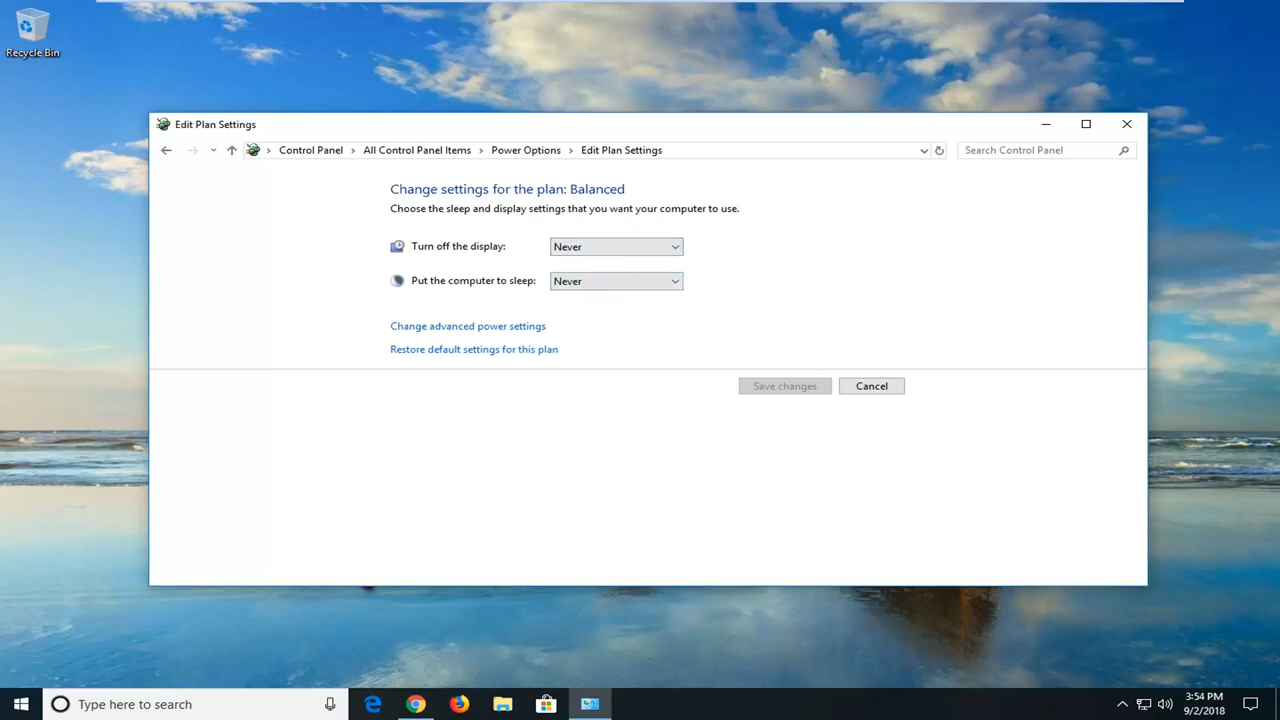 Recycle Bin
Edit Plan Settings
Control Panel > All Control Panel Items > Power Options > Edit Plan Settings
Search Control Panel
Change settings for the plan: Balanced
Choose the sleep and display settings that you want your computer to use.
Turn off the display: Never
Put the computer to sleep: Never
Change advanced power settings
Restore default settings for this plan
Save changes Cancel
Type here to search
3:54 PM
9/2/2018